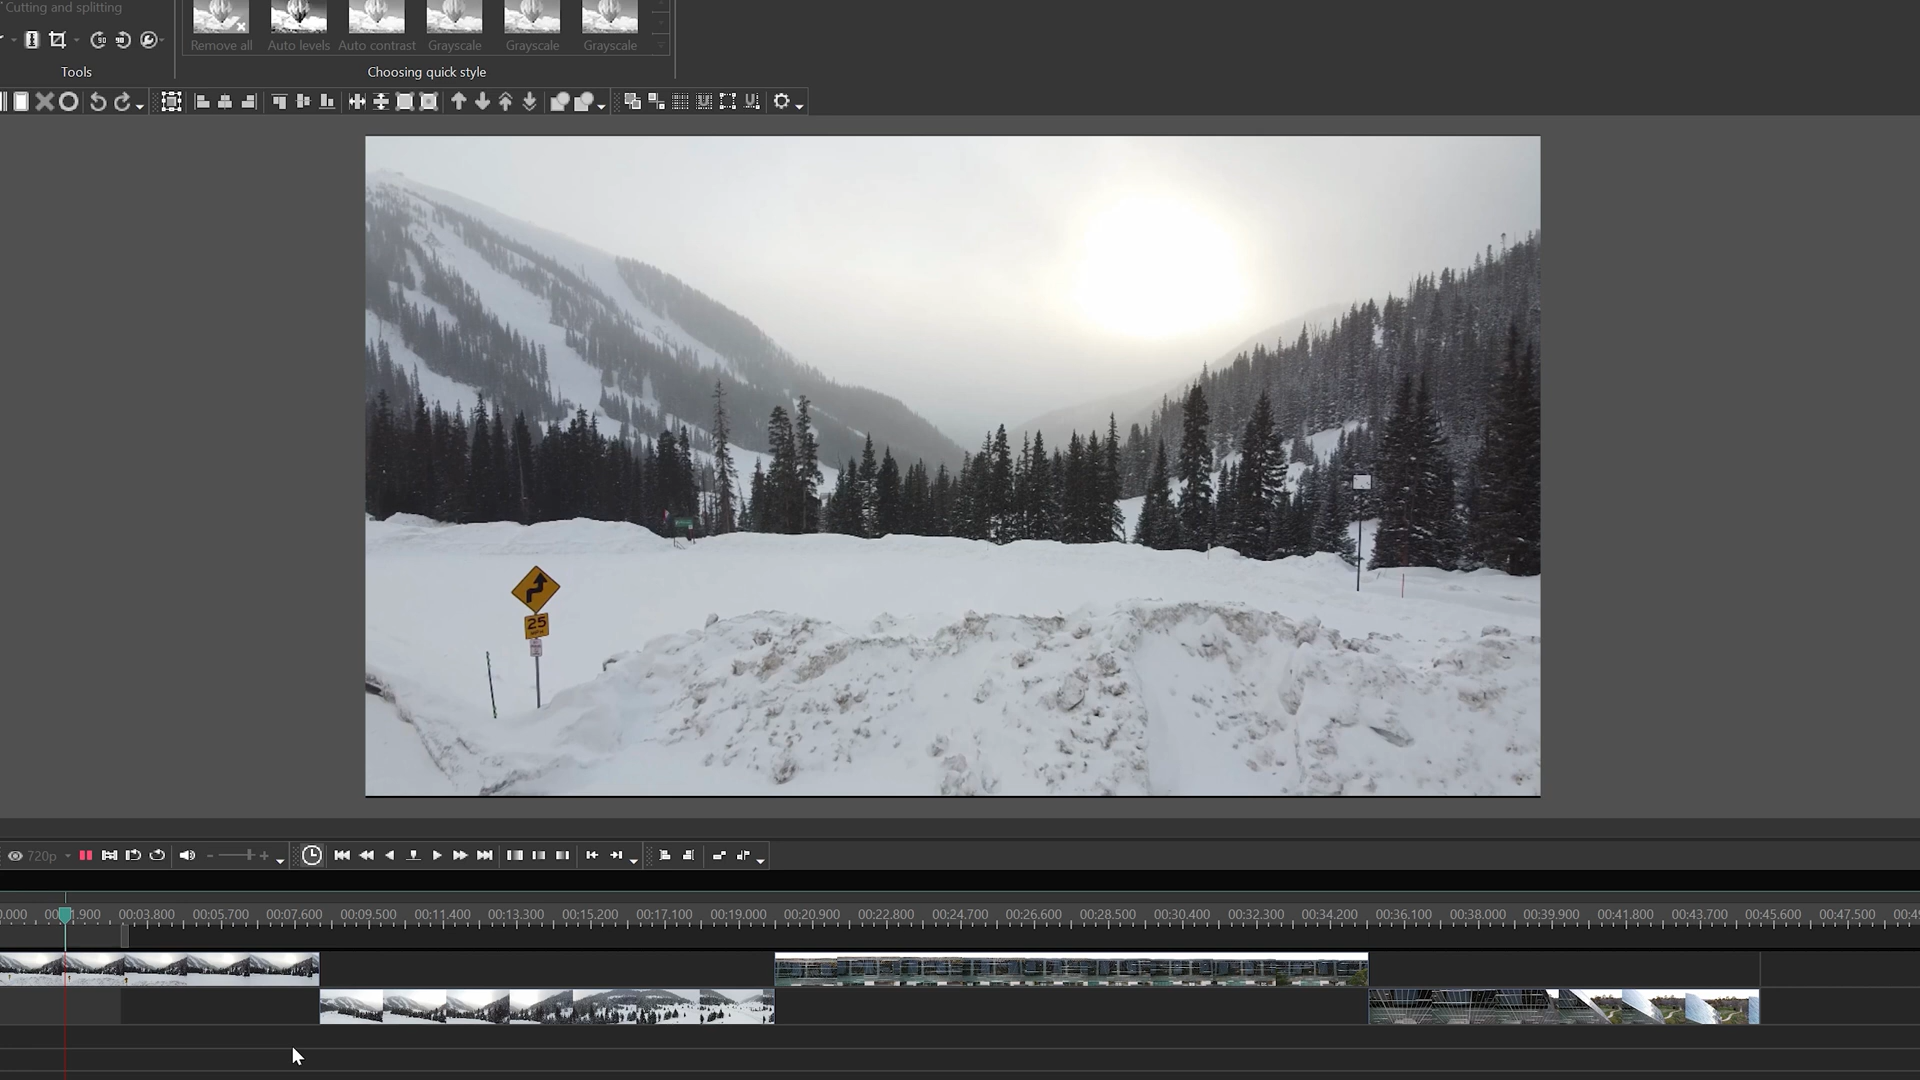 Cutting and splitting
Remove all
Auto levels
Auto contrast
Grayscale
Grayscale
Grayscale
Tools
Choosing quick style
25
720p
0.000
00:03.800
00:05.700
00:07.600
00:09.500
00:11.400
00:13.300
00:15.200
00:17.100
00:19.000
00:20.900
00:22.800
00:24.700
00:26.600
00:28.500
00:30.400
00:32.300
00:34.200
00:36.100
00:38.000
00:39.900
00:41.800
00:43.700
00:45.600
00:47.500